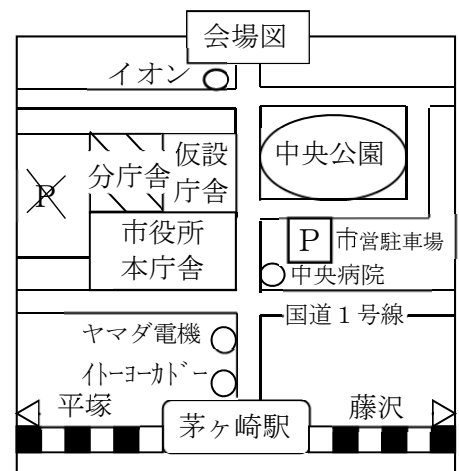 会場図
イオン
仮設
庁舎
分庁舎
中央公園
P
市役所
本庁舎
P
市営駐車場
中央病院
国道１号線
ヤマダ電機
ｲﾄｰﾖｰｶﾄﾞｰ
平塚
茅ヶ崎駅
藤沢